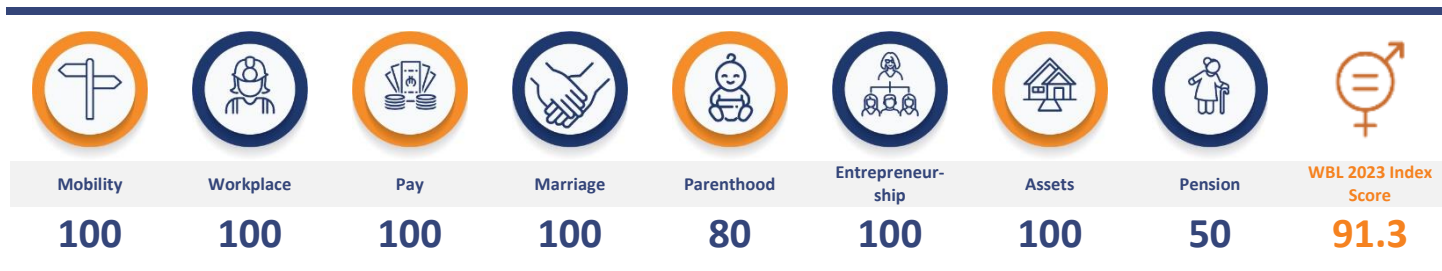 Mobility
Workplace
Pay
Marriage
Parenthood
Entrepreneur-
ship
Assets
Pension
WBL 2023 Index
Score
100
100
100
100
80
100
100
50
91.3